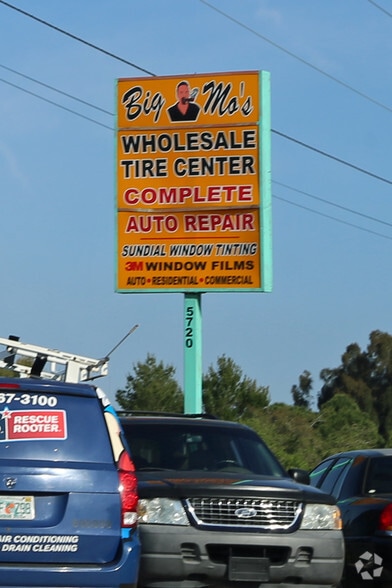 Big Mo's
WHOLESALE
TIRE CENTER
COMPLETE
AUTO REPAIR
SUNDIAL WINDOW TINTING
3M WINDOW FILMS
AUTO • RESIDENTIAL • COMMERCIAL
5720
67-3100
RESCUE
ROOTER
AIR CONDITIONING
DRAIN CLEANING
Ford